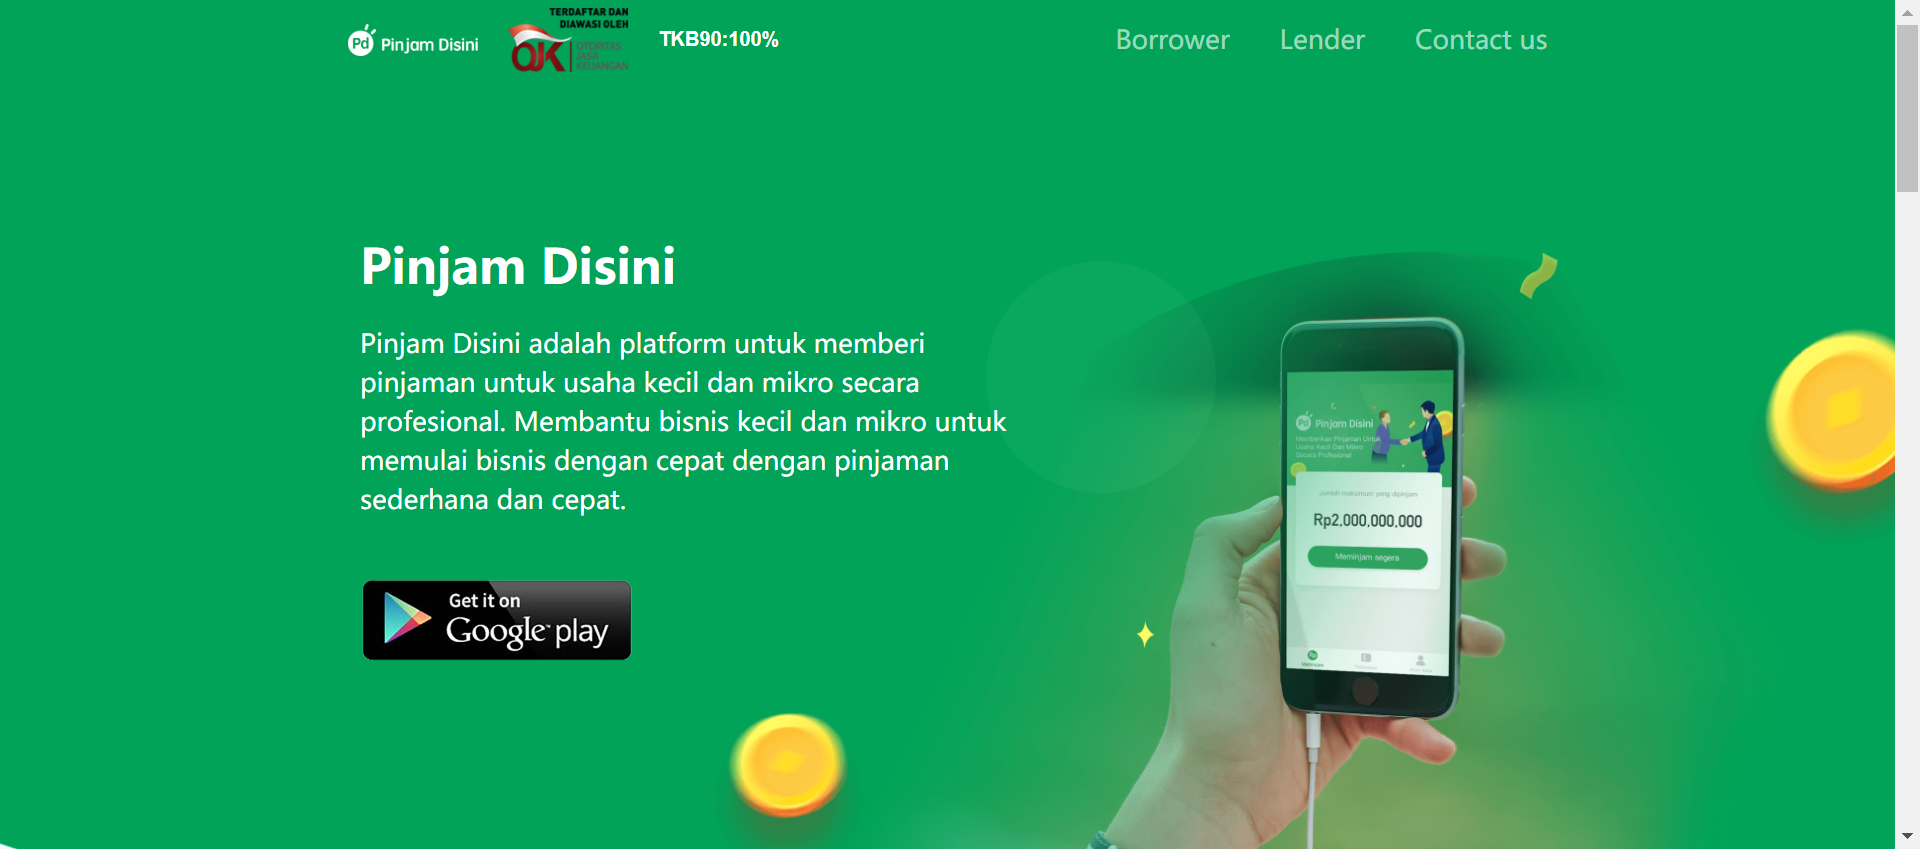 Pd Pinjam Disini
TERDAFTAR DAN
DIAWASI OLEH
OJK
OTORITAS
JASA
KEUANGAN
TKB90:100%
Borrower
Lender
Contact us
Pinjam Disini
Pinjam Disini adalah platform untuk memberi
pinjaman untuk usaha kecil dan mikro secara
profesional. Membantu bisnis kecil dan mikro untuk
memulai bisnis dengan cepat dengan pinjaman
sederhana dan cepat.
Get it on
Google play
Pd Pinjam Disini
Memberikan Pinjaman Untuk
Usaha Kecil Dan Mikro
Secara Profesional
Jumlah maksimum yang dipinjam
Rp2,000,000,000
Meminjam segera
Rp